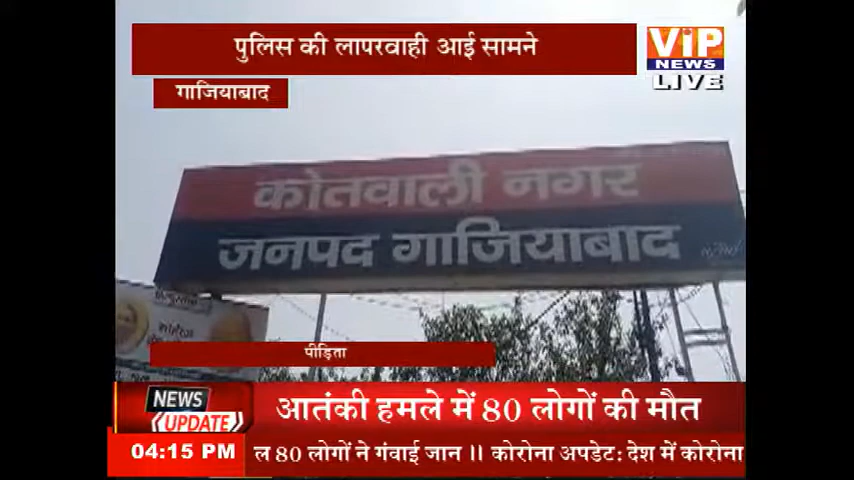 पुलिस की लापरवाही आई सामने
ViP
NEWS
LIVE
गाजियाबाद
कोतवाली नगर
जनपद गाजियाबाद
पीड़िता
NEWS
UPDATE
आतंकी हमले में 80 लोगों की मौत
04:15 PM
ल 80 लोगों ने गंवाई जान || कोरोना अपडेट: देश में कोरोना